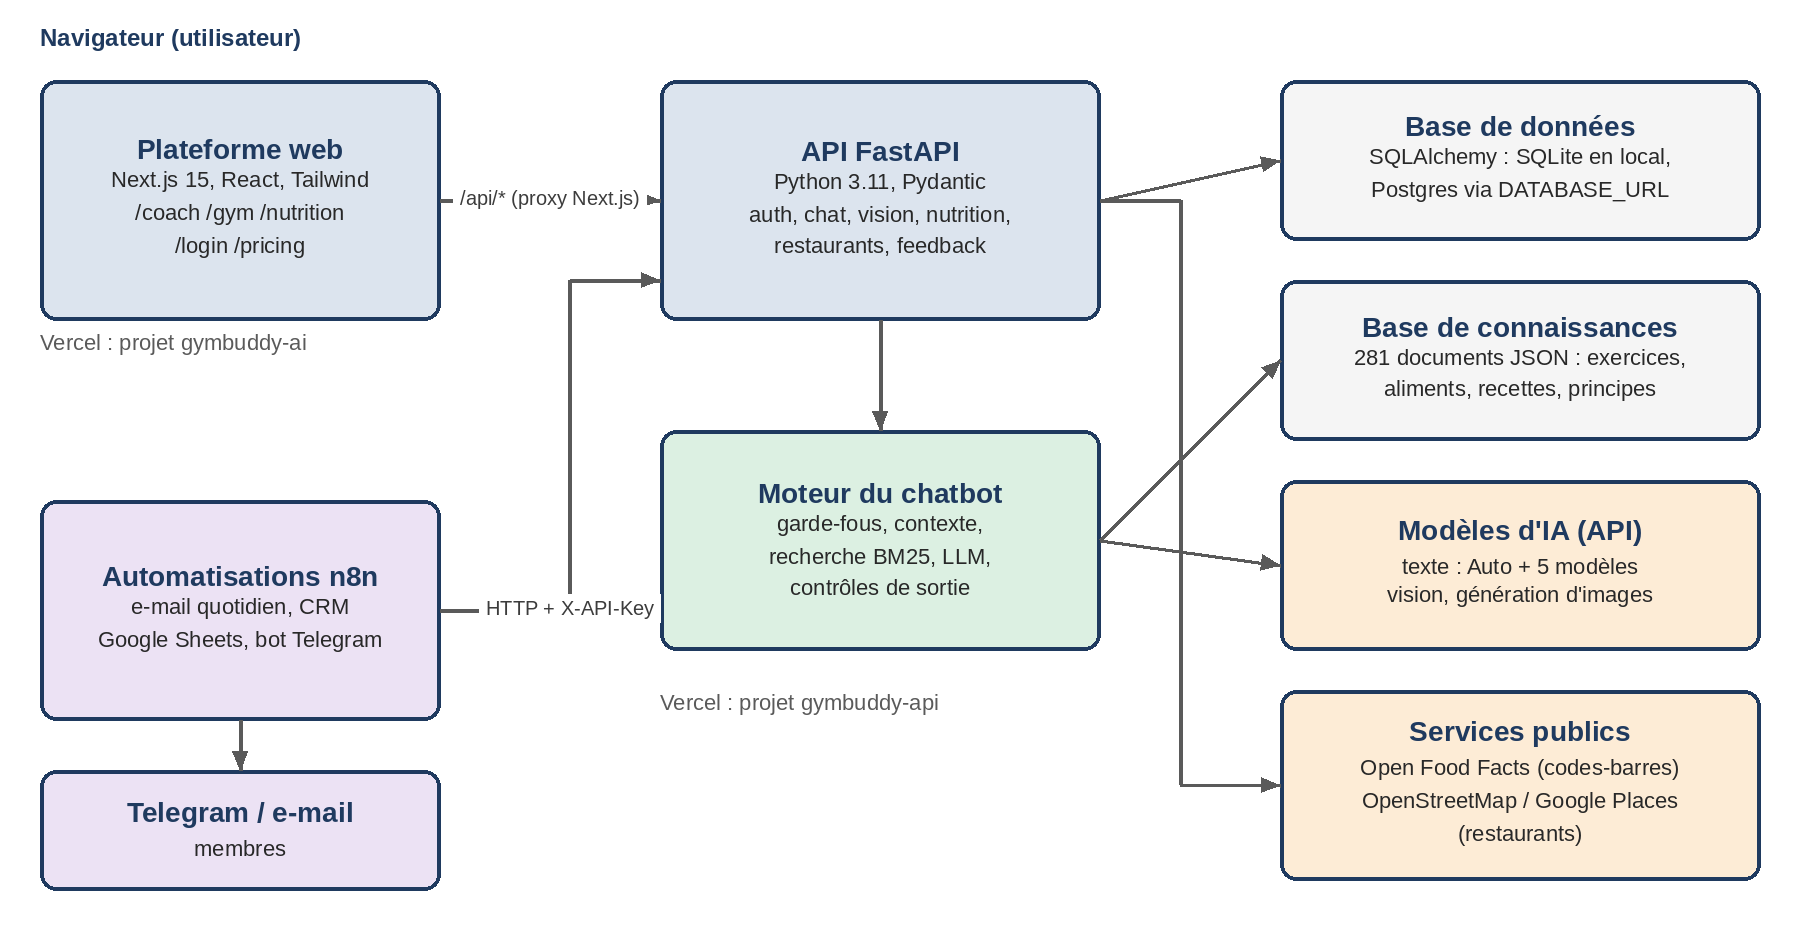 Navigateur (utilisateur)
Plateforme web
Next.js 15, React, Tailwind
/coach /gym /nutrition
/login /pricing
Vercel : projet gymbuddy-ai
/api/* (proxy Next.js)
API FastAPI
Python 3.11, Pydantic
auth, chat, vision, nutrition,
restaurants, feedback
Base de données
SQLAlchemy : SQLite en local,
Postgres via DATABASE_URL
Base de connaissances
281 documents JSON : exercices,
aliments, recettes, principes
Moteur du chatbot
garde-fous, contexte,
recherche BM25, LLM,
contrôles de sortie
Vercel : projet gymbuddy-api
Modèles d'IA (API)
texte : Auto + 5 modèles
vision, génération d'images
Automatisations n8n
e-mail quotidien, CRM
Google Sheets, bot Telegram
HTTP + X-API-Key
Telegram / e-mail
membres
Services publics
Open Food Facts (codes-barres)
OpenStreetMap / Google Places
(restaurants)